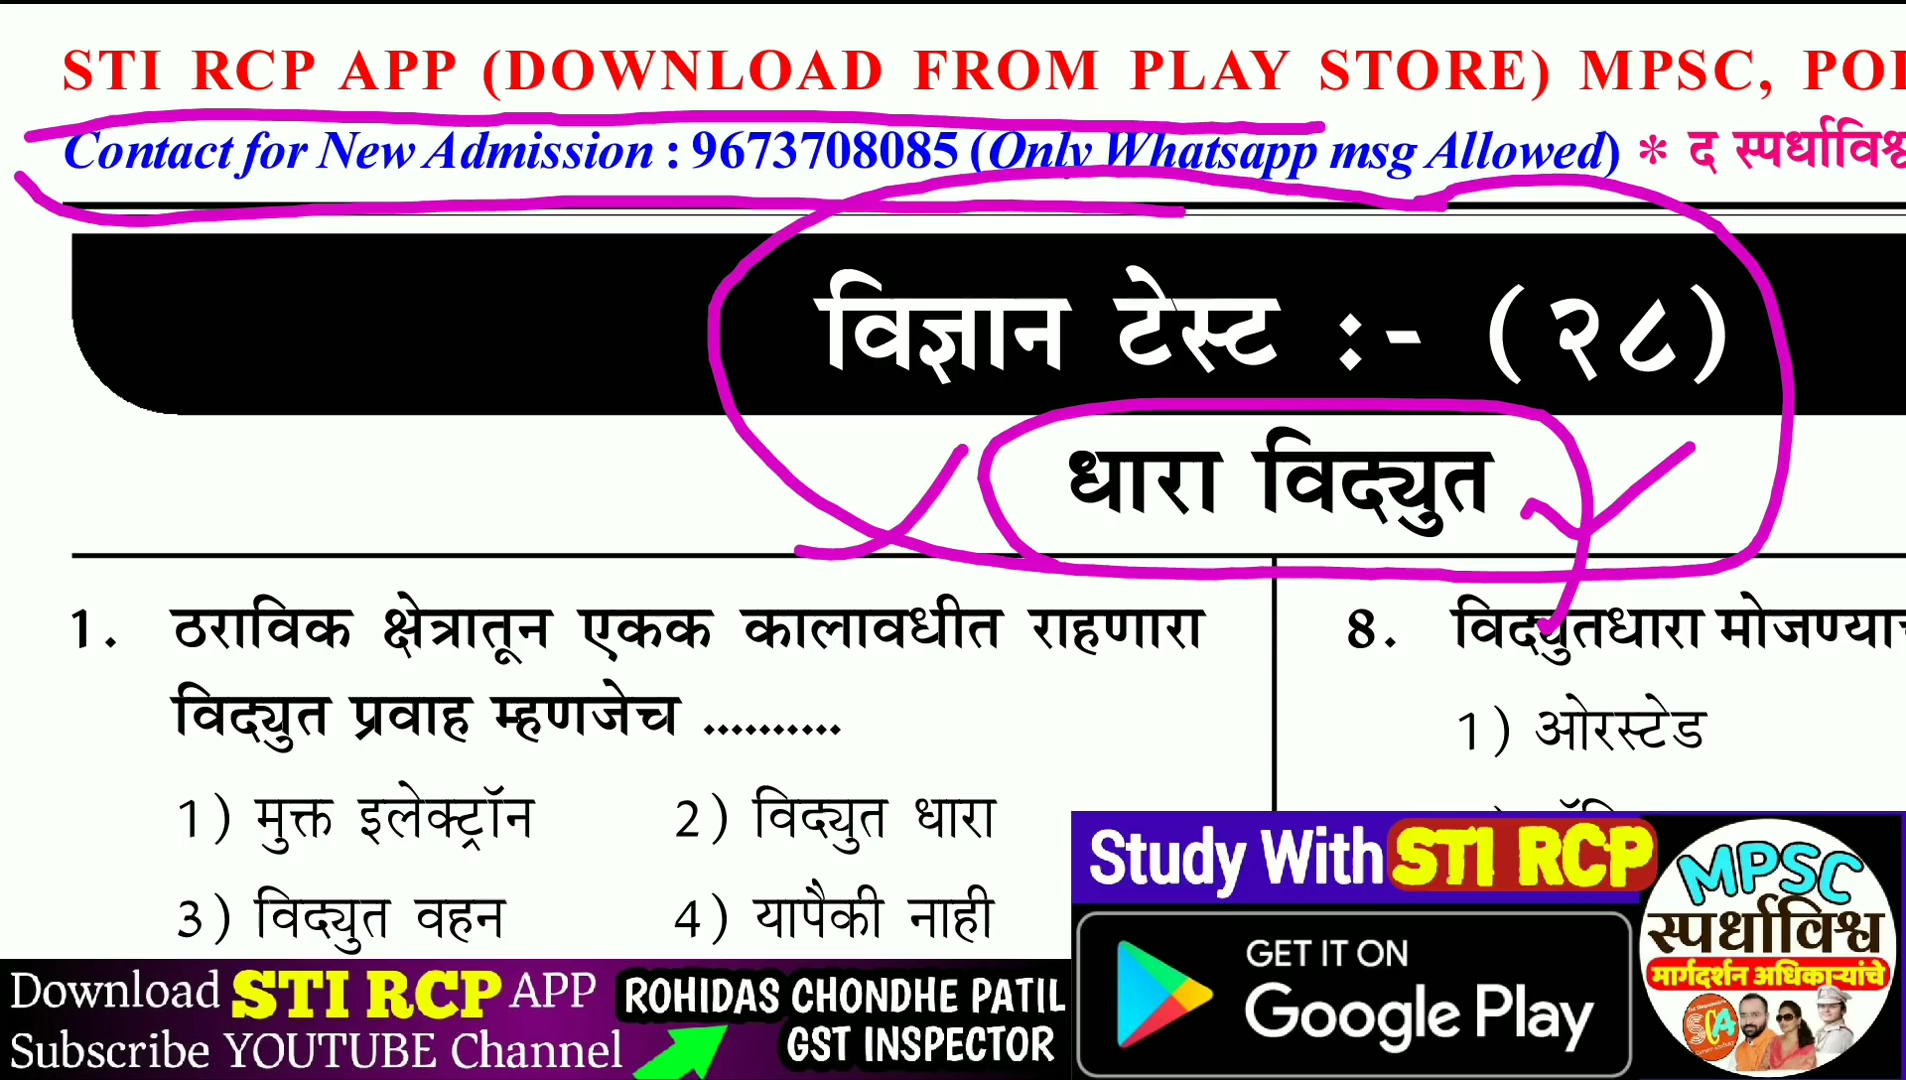 STI RCP APP (DOWNLOAD FROM PLAY STORE) MPSC,
Contact for New Admission : 9673708085 (Only Whatsapp msg Allowed) * द स्पर्धाविश्व
विज्ञान टेस्ट :- (२८)
धारा विद्युत
1. ठराविक क्षेत्रातून एकक कालावधीत राहणारा
विद्युत प्रवाह म्हणजेच ..........
1) मुक्त इलेक्ट्रॉन 2) विद्युत धारा
3) विद्युत वहन 4) यापैकी नाही
8. विद्युतधारा
1) ओरस्टेड
Study With STI RCP
GET IT ON
Google Play
MPSC
स्पर्धाविश्व
मार्गदर्शन अधिकाऱ्यांचे
Download STI RCP APP
Subscribe YOUTUBE Channel
ROHIDAS CHONDHE PATIL
GST INSPECTOR